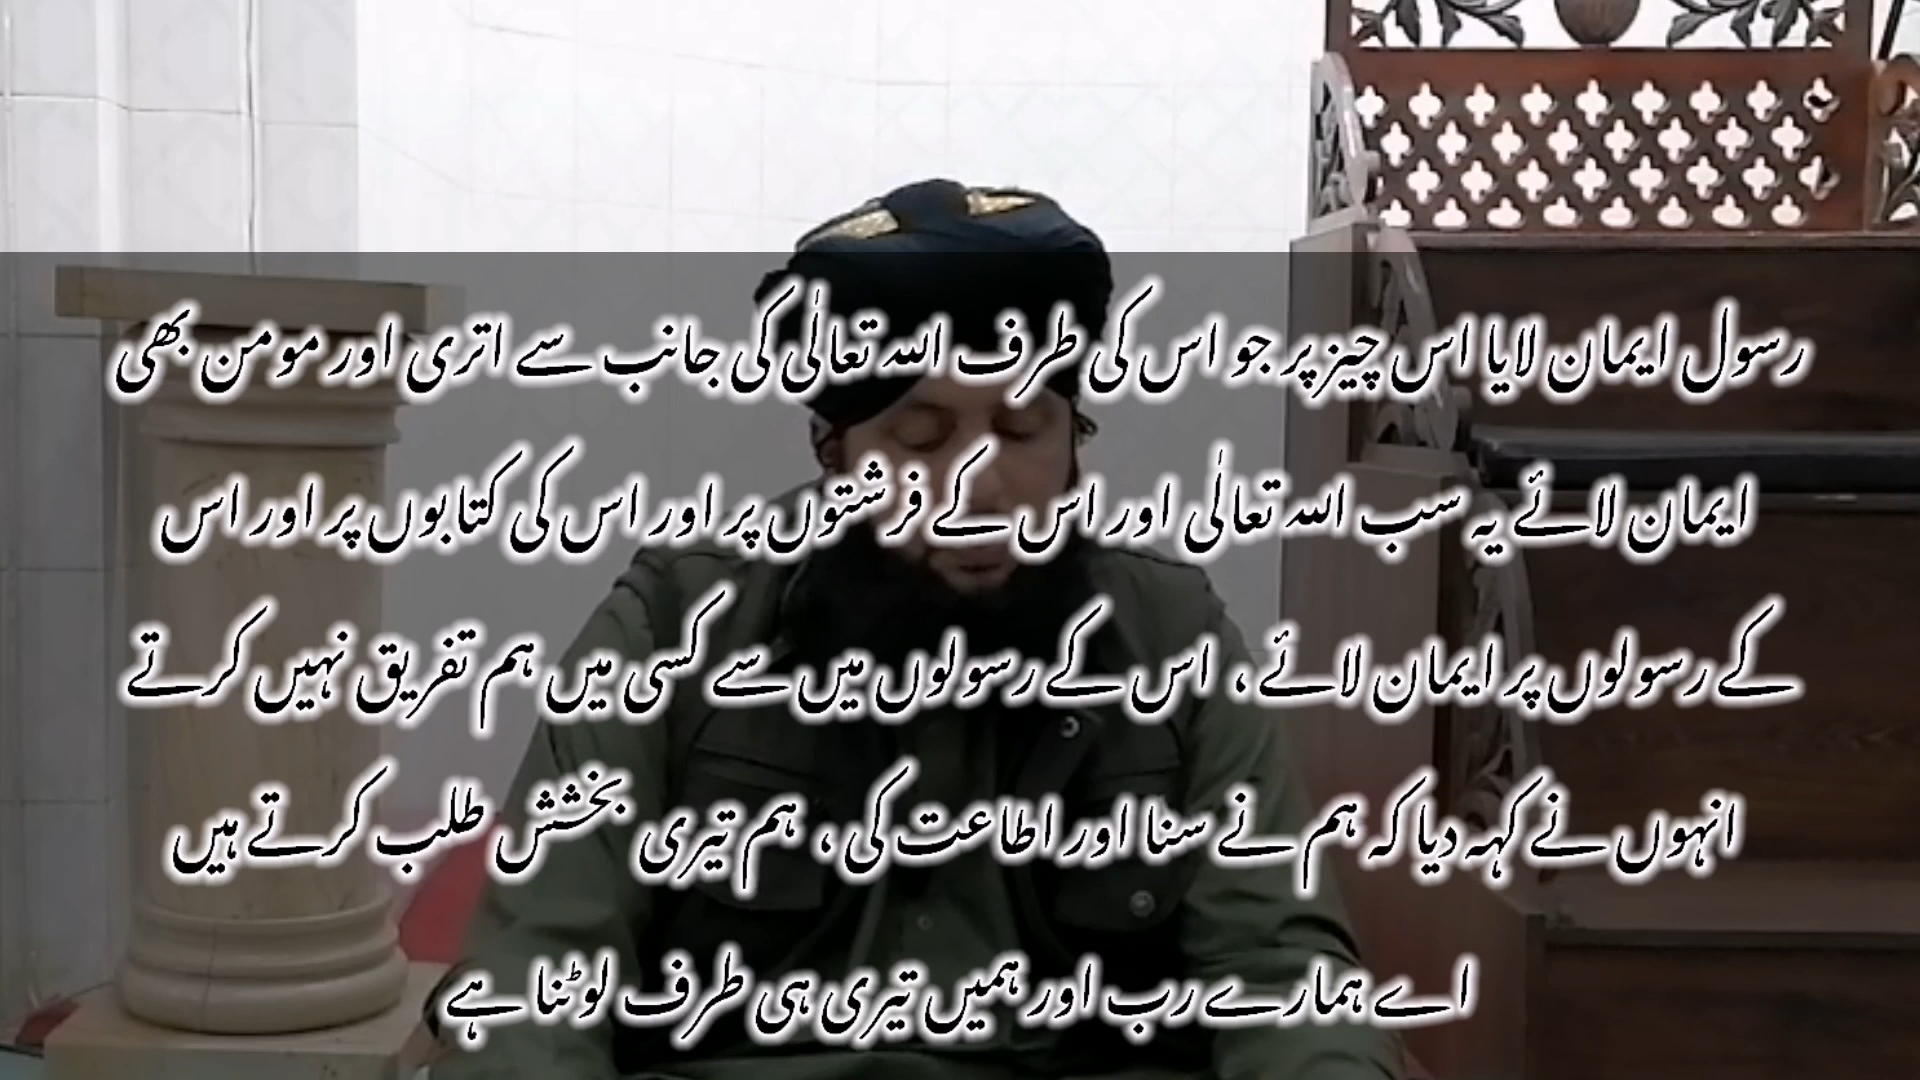 رسول ایمان لایا اس چیز پر جو اس کی طرف اللہ تعالٰی کی جانب سے اتری اور مومن بھی
ایمان لائے یہ سب اللہ تعالٰی اور اس کے فرشتوں پر اور اس کی کتابوں پر اور اس
کے رسولوں پر ایمان لائے ، اس کے رسولوں میں سے کسی میں ہم تفریق نہیں کرتے
انہوں نے کہہ دیا کہ ہم نے سنا اور اطاعت کی ، ہم تیری بخشش طلب کرتے ہیں
اے ہمارے رب اور ہمیں تیری ہی طرف لوٹنا ہے